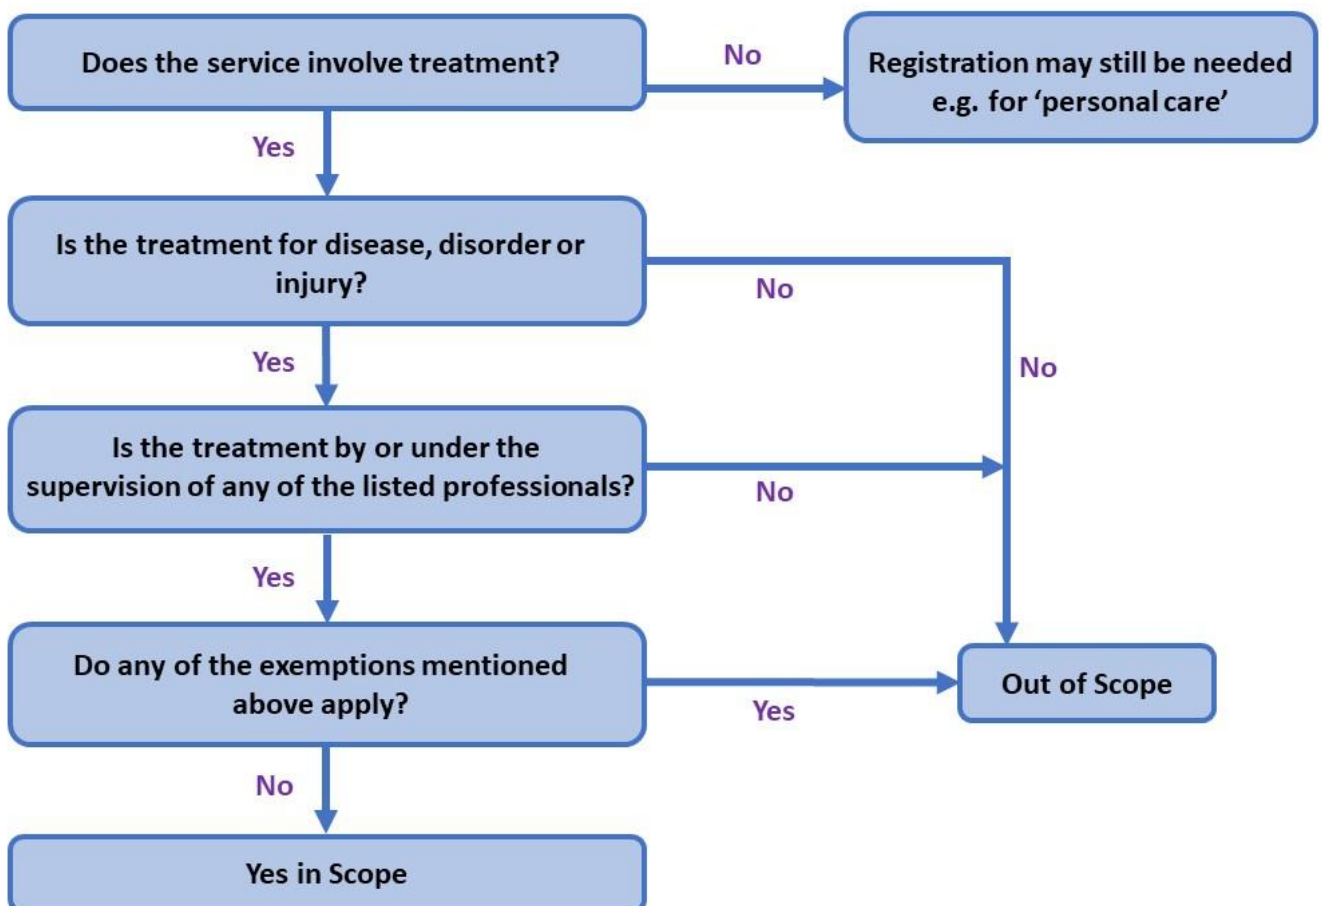 Does the service involve treatment?
No
Registration may still be needed
e.g. for ‘personal care’
Yes
Is the treatment for disease, disorder or
injury?
No
Yes
No
Is the treatment by or under the
supervision of any of the listed professionals?
No
Yes
Do any of the exemptions mentioned
above apply?
Out of Scope
Yes
No
Yes in Scope